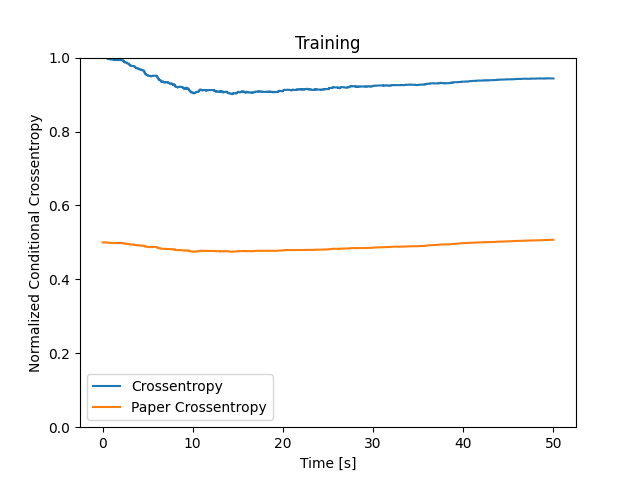 Training
Normalized Conditional Crossentropy
1.0
0.8
0.6
0.4
0.2
0.0
Crossentropy
Paper Crossentropy
0 10 20 30 40 50
Time [s]